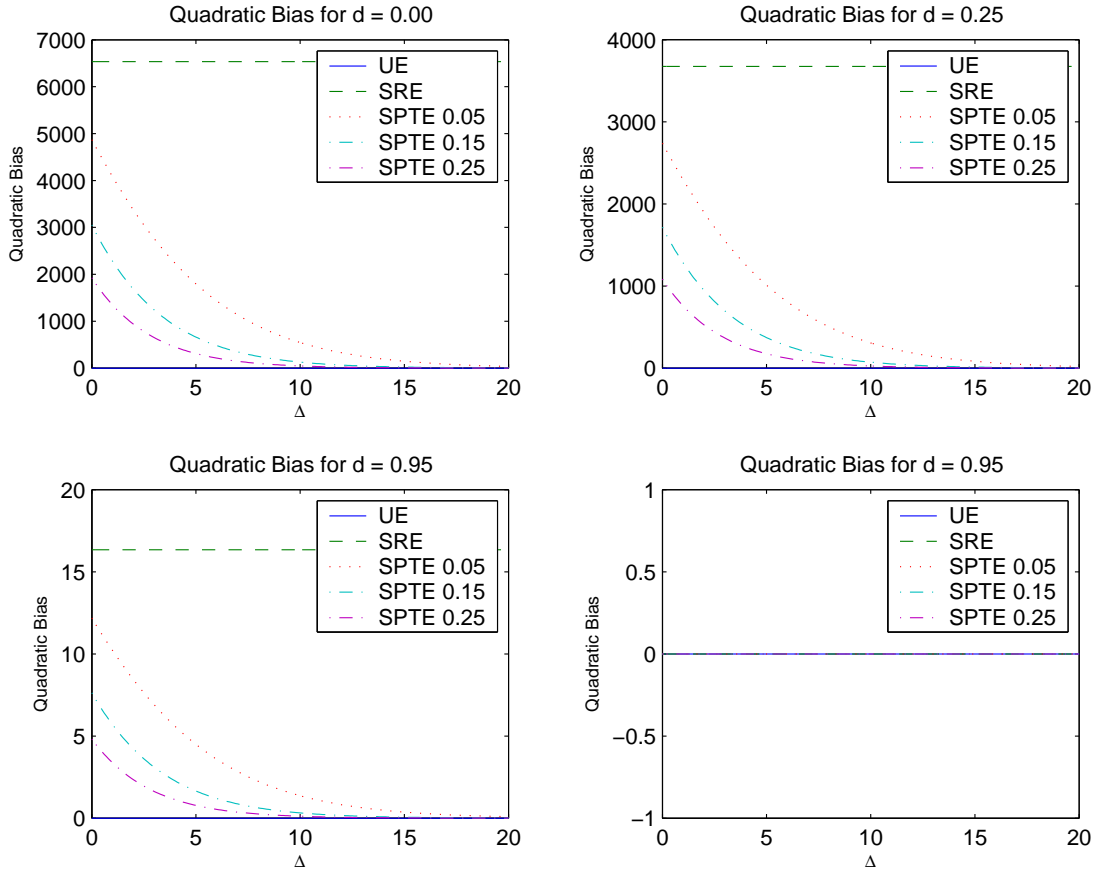 Quadratic Bias for d = 0.00
7000
6000
5000
4000
3000
2000
1000
0
Quadratic Bias
UE
SRE
SPTE 0.05
SPTE 0.15
SPTE 0.25
0 5 10 15 20
Δ
Quadratic Bias for d = 0.25
4000
3000
2000
1000
0
Quadratic Bias
UE
SRE
SPTE 0.05
SPTE 0.15
SPTE 0.25
0 5 10 15 20
Δ
Quadratic Bias for d = 0.95
20
15
10
5
0
Quadratic Bias
UE
SRE
SPTE 0.05
SPTE 0.15
SPTE 0.25
0 5 10 15 20
Δ
Quadratic Bias for d = 0.95
1
0.5
0
−0.5
−1
Quadratic Bias
UE
SRE
SPTE 0.05
SPTE 0.15
SPTE 0.25
0 5 10 15 20
Δ